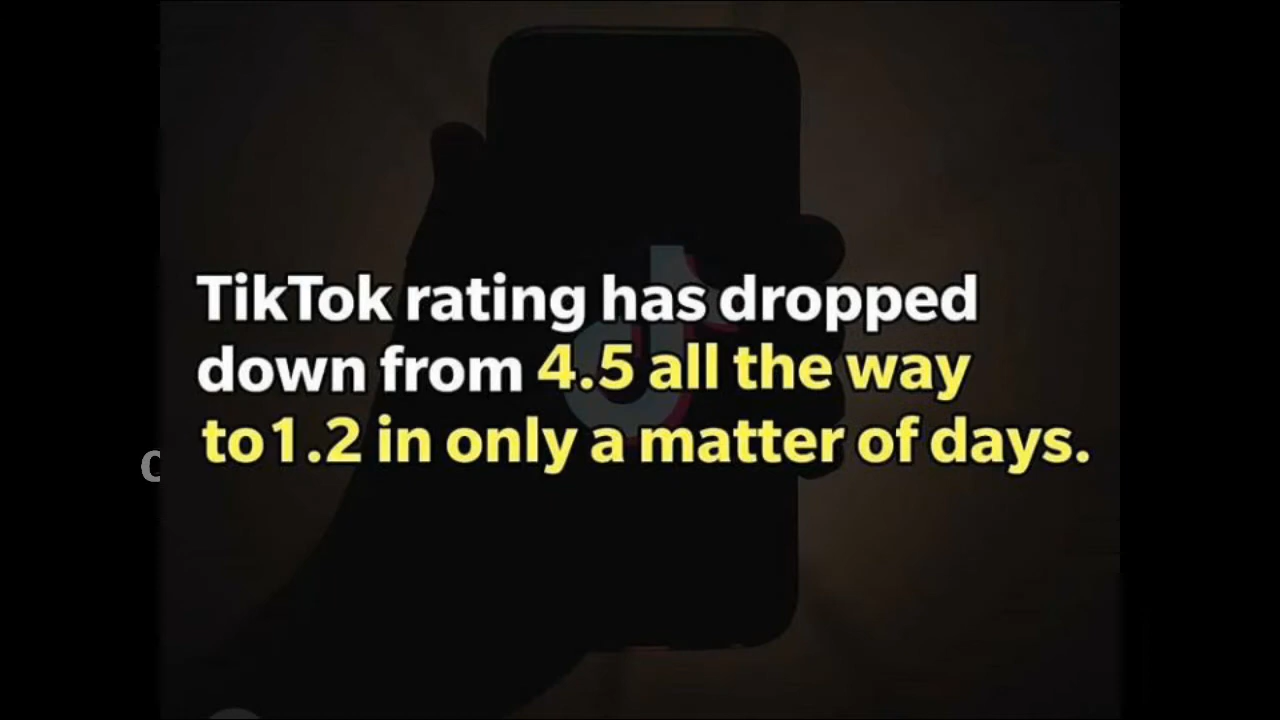 TikTok rating has dropped
down from 4.5 all the way
to1.2 in only a matter of days.